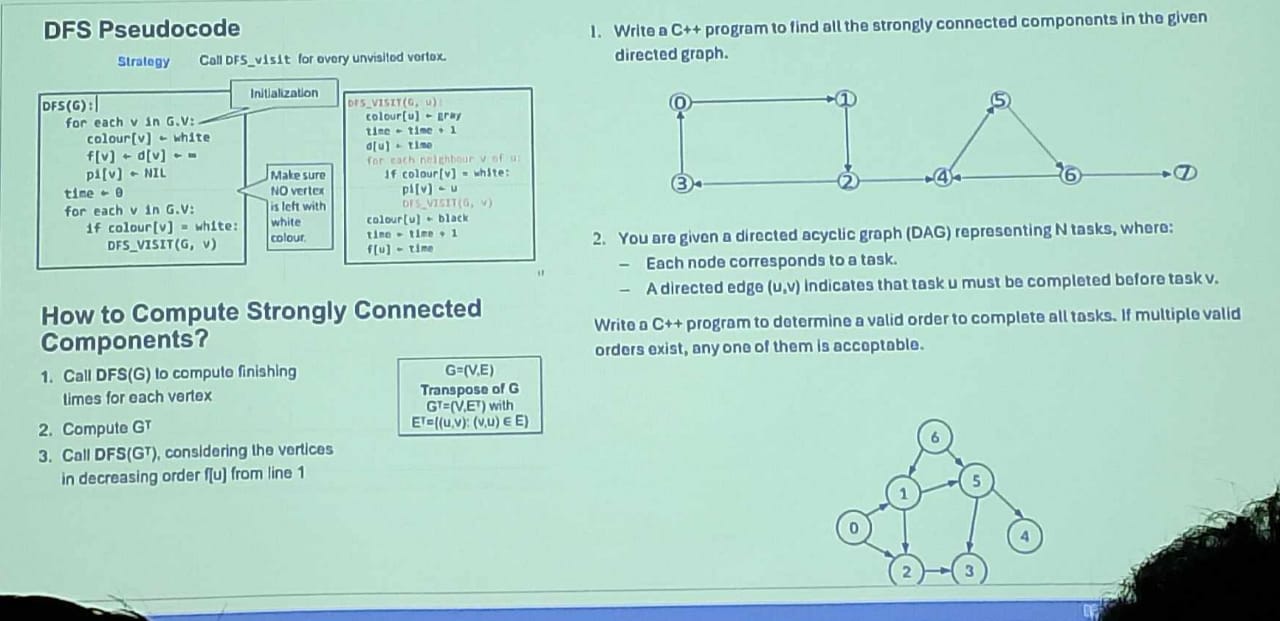 DFS Pseudocode
Strategy Call DFS_visit for every unvisited vertex.
Initialization
DFS(G):
for each v in G.V:
colour[v] ← white
f[v] ← d[v] ← ∞
pi[v] ← NIL
time ← 0
for each v in G.V:
if colour[v] = white:
DFS_VISIT(G, v)
Make sure
NO vertex
is left with
white
colour.
DFS_VISIT(G, u):
colour[u] ← gray
time ← time + 1
d[u] ← time
for each neighbour v of u:
if colour[v] = white:
pi[v] ← u
DFS_VISIT(G, v)
colour[u] ← black
time ← time + 1
f[u] ← time
How to Compute Strongly Connected
Components?
1. Call DFS(G) to compute finishing
times for each vertex
2. Compute Gᵀ
3. Call DFS(Gᵀ), considering the vertices
in decreasing order f[u] from line 1
G=(V,E)
Transpose of G
Gᵀ=(V,Eᵀ) with
Eᵀ={(u,v): (v,u) ∈ E}
1. Write a C++ program to find all the strongly connected components in the given
directed graph.
0 1 5
3 2 4 6 7
2. You are given a directed acyclic graph (DAG) representing N tasks, where:
– Each node corresponds to a task.
– A directed edge (u,v) indicates that task u must be completed before task v.
Write a C++ program to determine a valid order to complete all tasks. If multiple valid
orders exist, any one of them is acceptable.
6
1 5
0 4
2 3